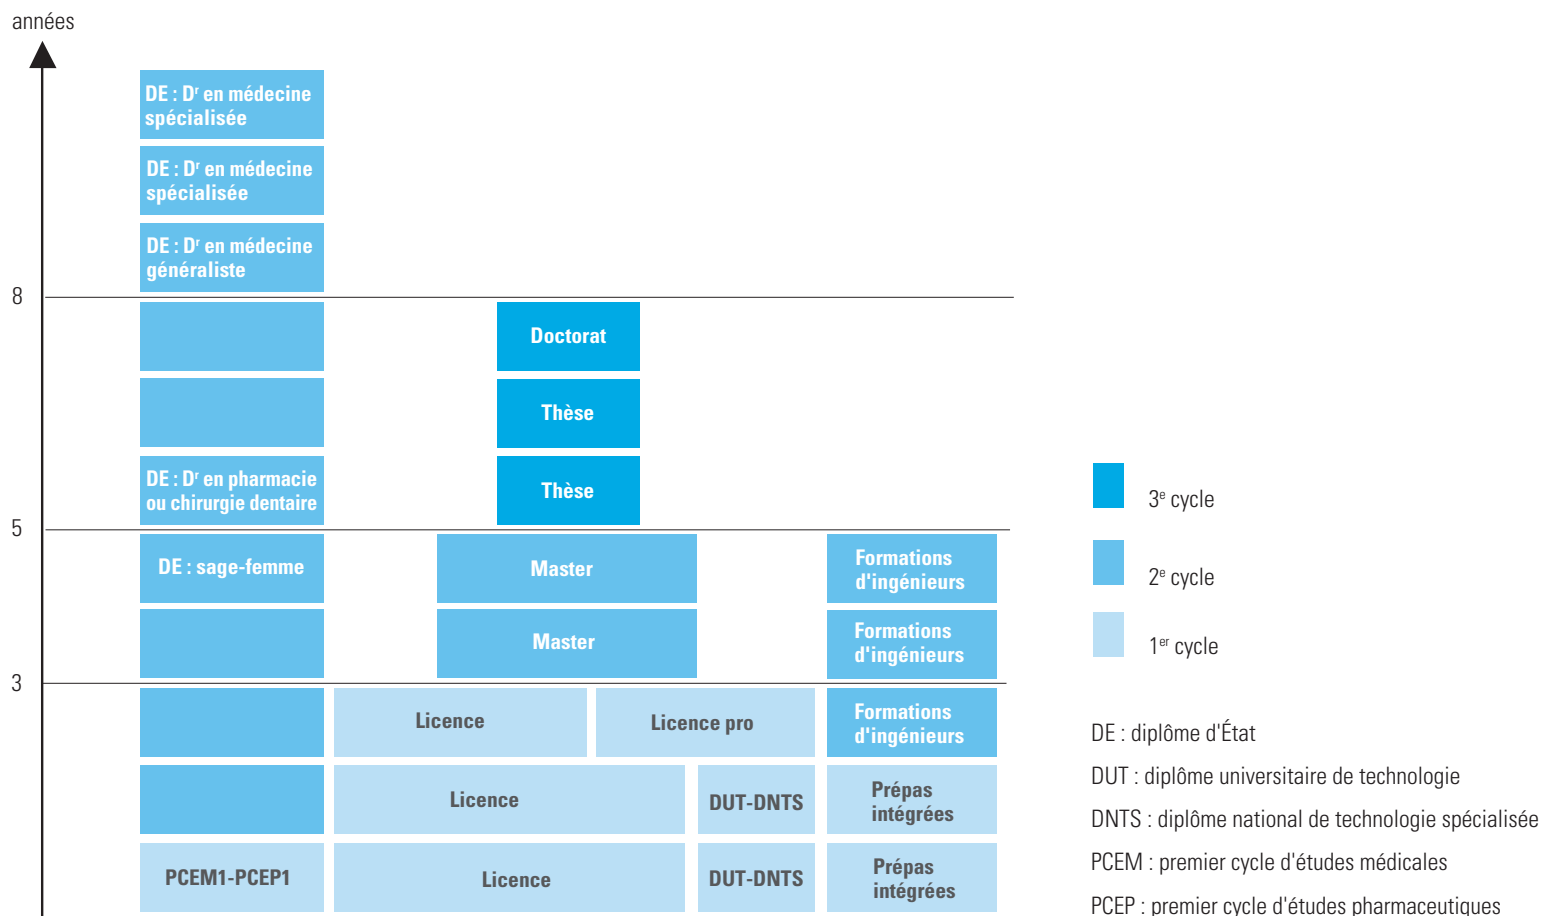 années
DE : Dr en médecine
spécialisée
DE : Dr en médecine
spécialisée
DE : Dr en médecine
généraliste
8
Doctorat
Thèse
DE : Dr en pharmacie
ou chirurgie dentaire
Thèse
5
DE : sage-femme
Master
Formations
d'ingénieurs
Master
Formations
d'ingénieurs
3
Licence
Licence pro
Formations
d'ingénieurs
Licence
DUT-DNTS
Prépas
intégrées
PCEM1-PCEP1
Licence
DUT-DNTS
Prépas
intégrées
3e cycle
2e cycle
1er cycle
DE : diplôme d'État
DUT : diplôme universitaire de technologie
DNTS : diplôme national de technologie spécialisée
PCEM : premier cycle d'études médicales
PCEP : premier cycle d'études pharmaceutiques